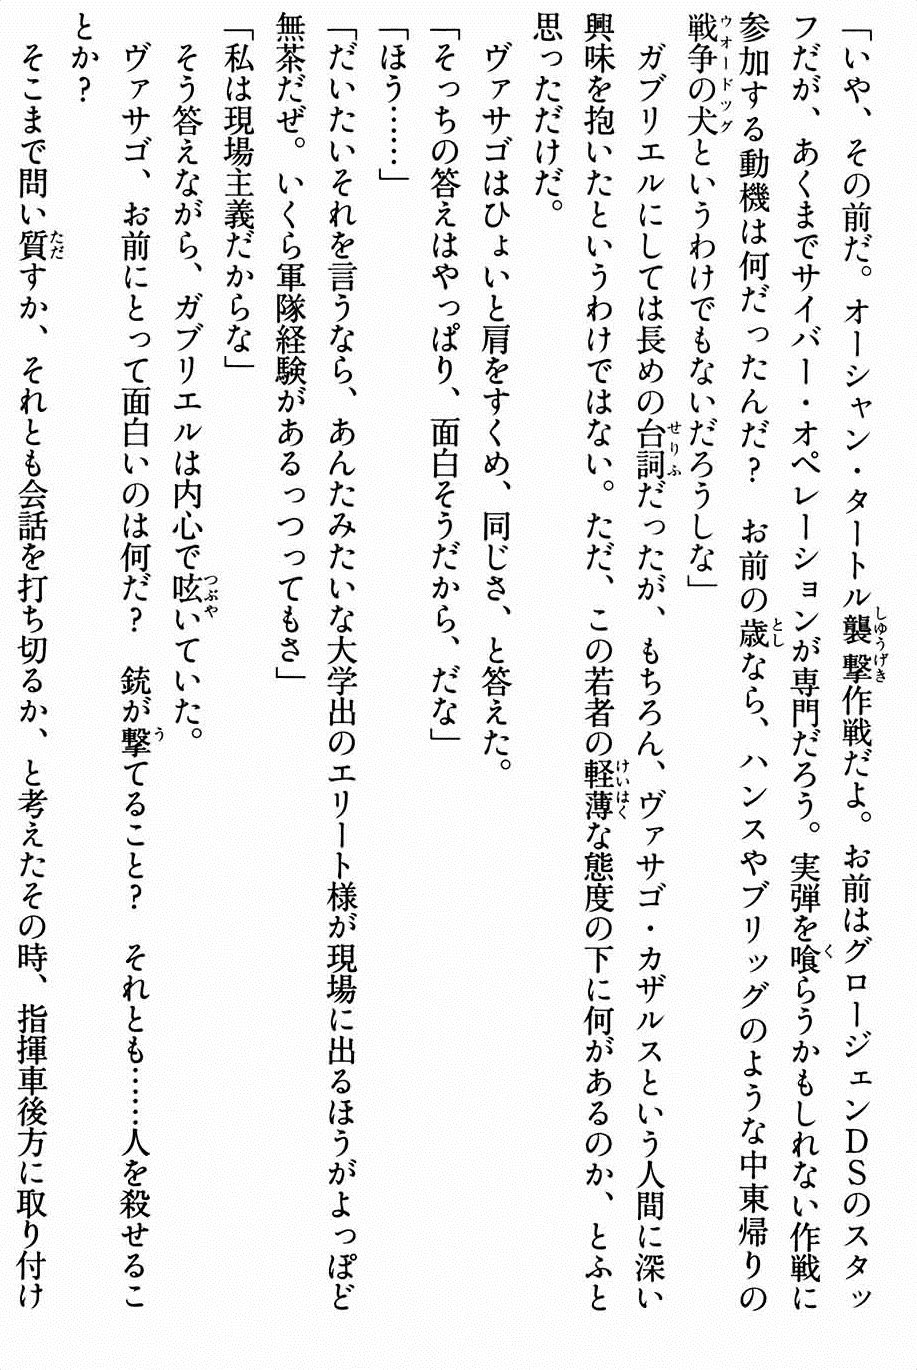 「いや、その前だ。オーシャン・タートル襲撃作戦だよ。お前はグロージェンＤＳのスタッ
フだが、あくまでサイバー・オペレーションが専門だろう。実弾を喰らうかもしれない作戦に
参加する動機は何だったんだ？　お前の歳なら、ハンスやブリッグのような中東帰りの
戦争の犬というわけでもないだろうしな」
　ガブリエルにしては長めの台詞だったが、もちろん、ヴァサゴ・カザルスという人間に深い
興味を抱いたというわけではない。ただ、この若者の軽薄な態度の下に何があるのか、とふと
思っただけだ。
　ヴァサゴはひょいと肩をすくめ、同じさ、と答えた。
「そっちの答えはやっぱり、面白そうだから、だな」
「ほう……」
「だいたいそれを言うなら、あんたみたいな大学出のエリート様が現場に出るほうがよっぽど
無茶だぜ。いくら軍隊経験があるっつってもさ」
「私は現場主義だからな」
　そう答えながら、ガブリエルは内心で呟いていた。
　ヴァサゴ、お前にとって面白いのは何だ？　銃が撃てること？　それとも……人を殺せるこ
とか？
　そこまで問い質すか、それとも会話を打ち切るか、と考えたその時、指揮車後方に取り付け